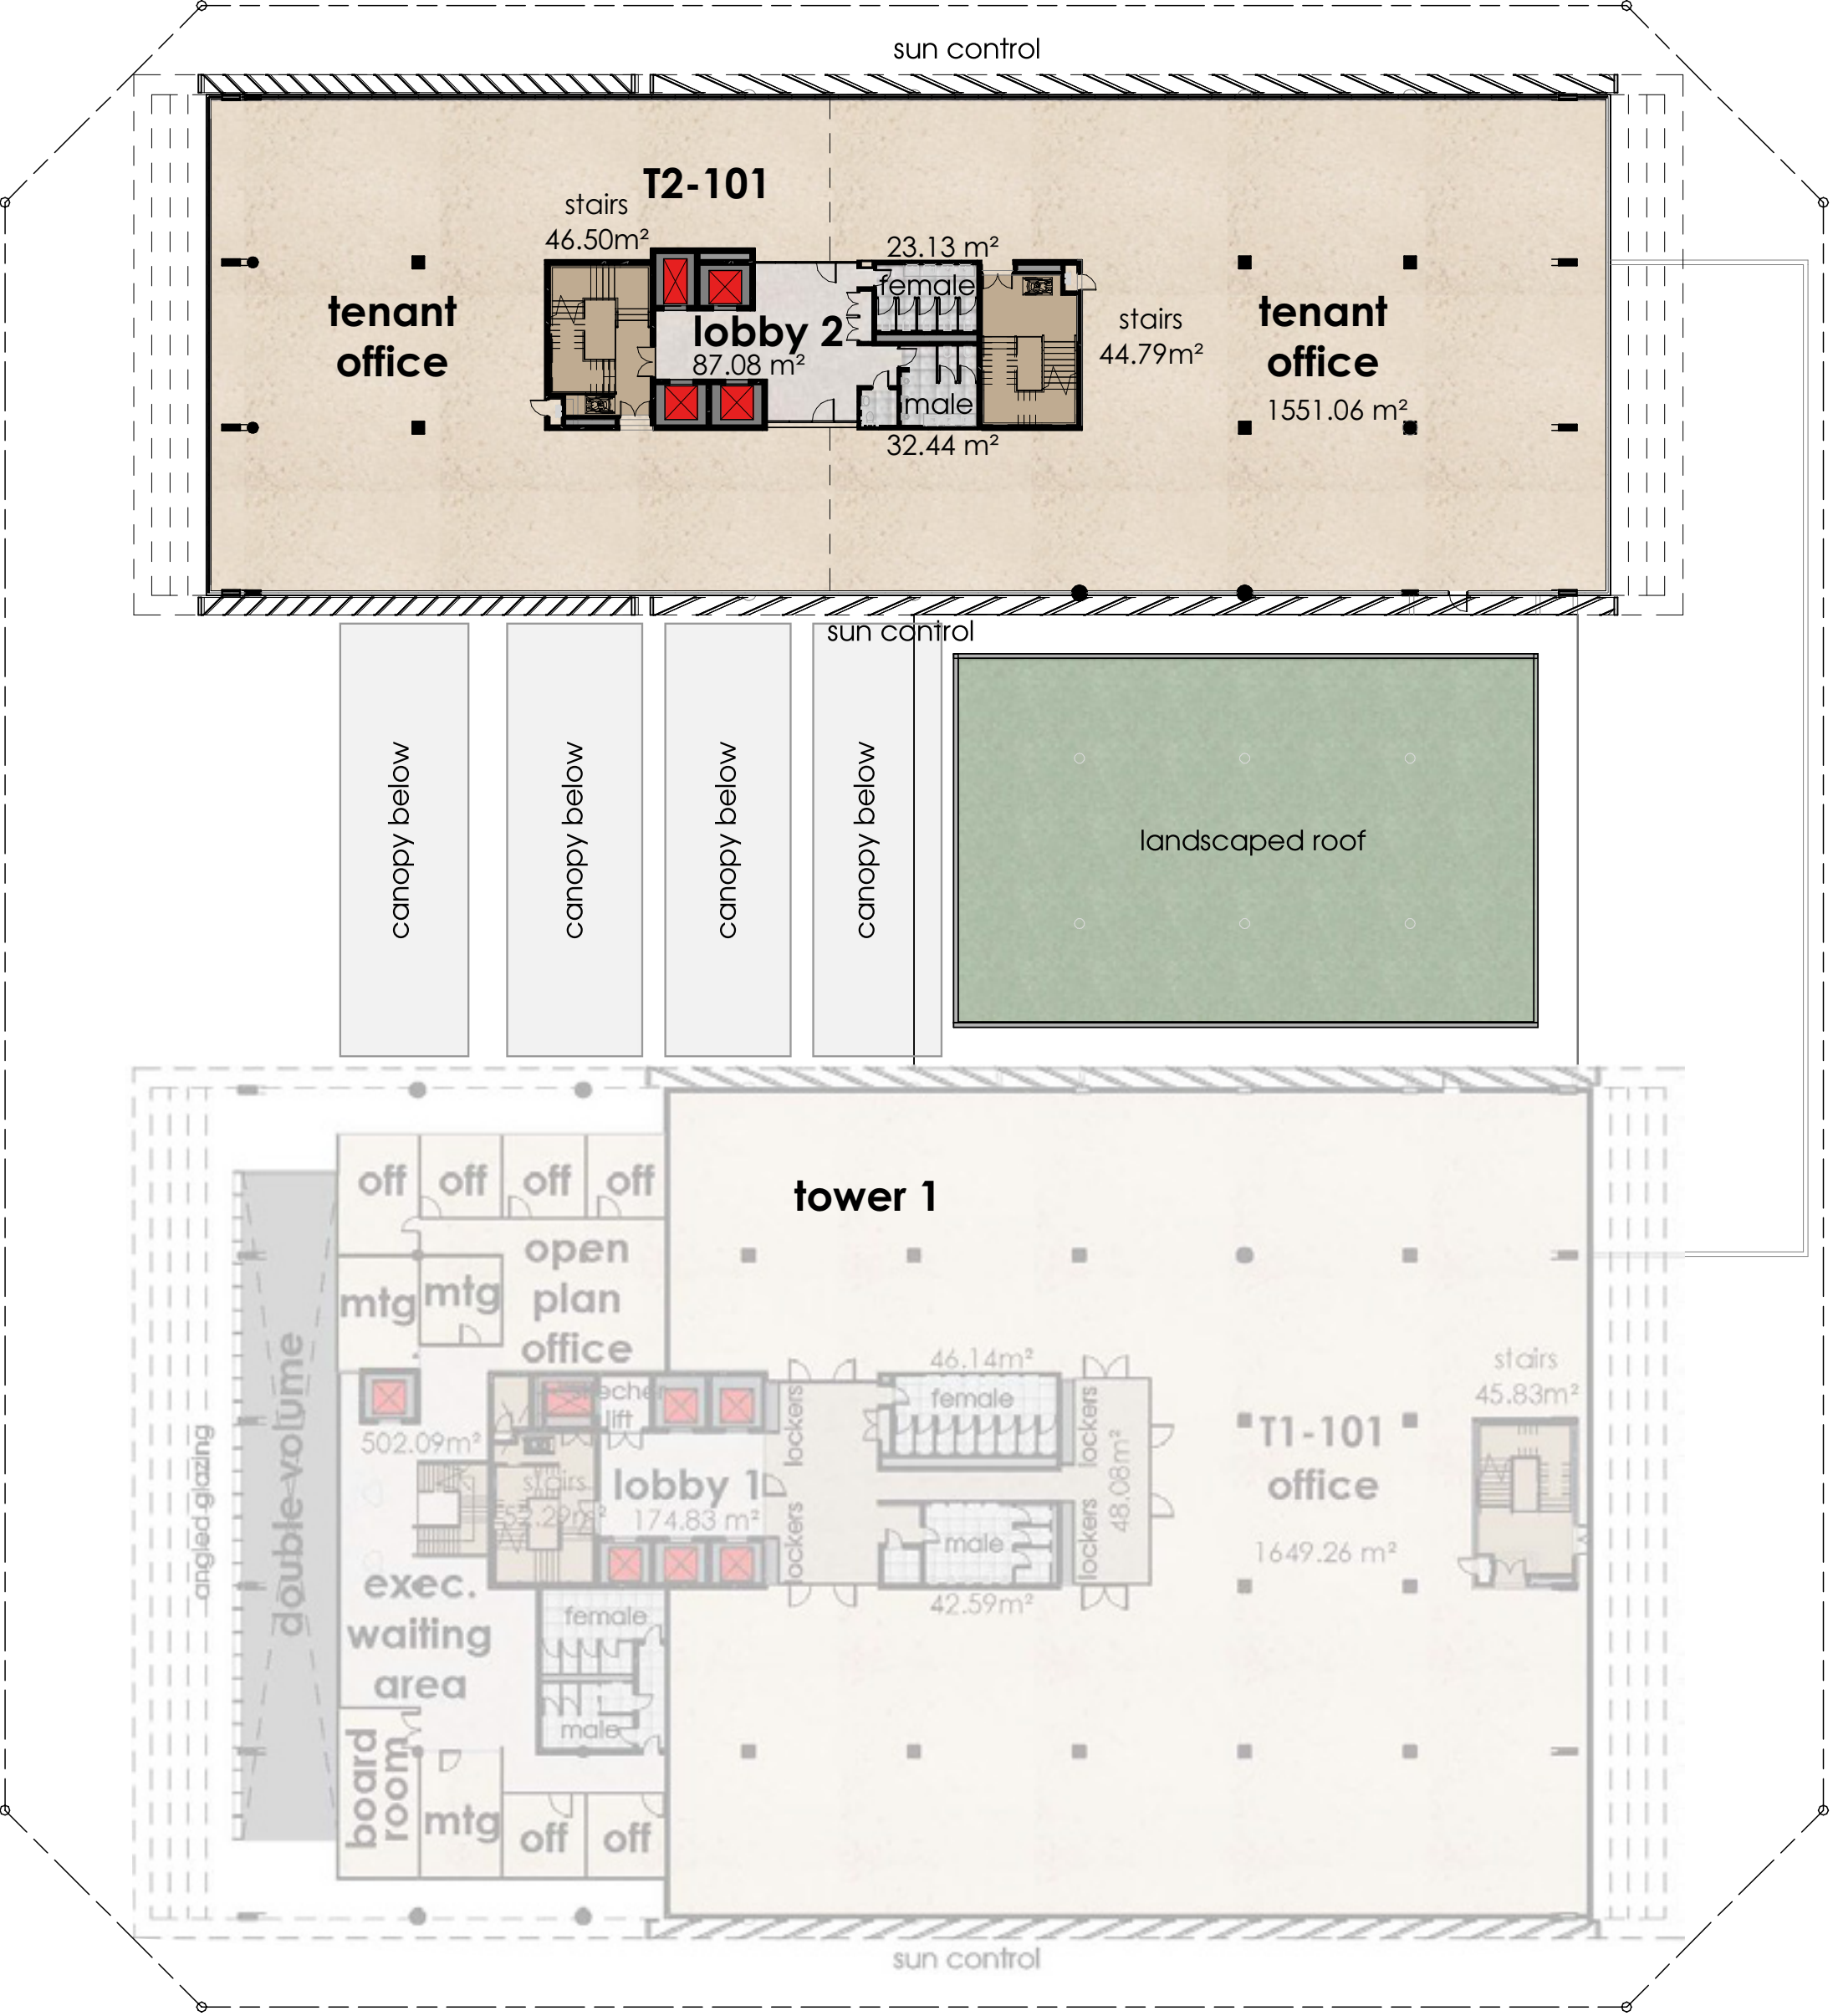 sun control
T2-101
stairs
46.50m²
23.13 m²
female
tenant
office
lobby 2
87.08 m²
stairs
44.79m²
tenant
office
1551.06 m²
male
32.44 m²
sun control
canopy below
canopy below
canopy below
canopy below
landscaped roof
tower 1
off
off
off
off
open
plan
office
mtg
mtg
double volume
angled glazing
502.09m²
lift
stairs
52.29m²
lobby 1
174.83 m²
lockers
lockers
46.14m²
female
lockers
lockers
48.08m²
male
42.59m²
T1-101
office
1649.26 m²
stairs
45.83m²
exec.
waiting
area
female
male
board
room
mtg
off
off
sun control